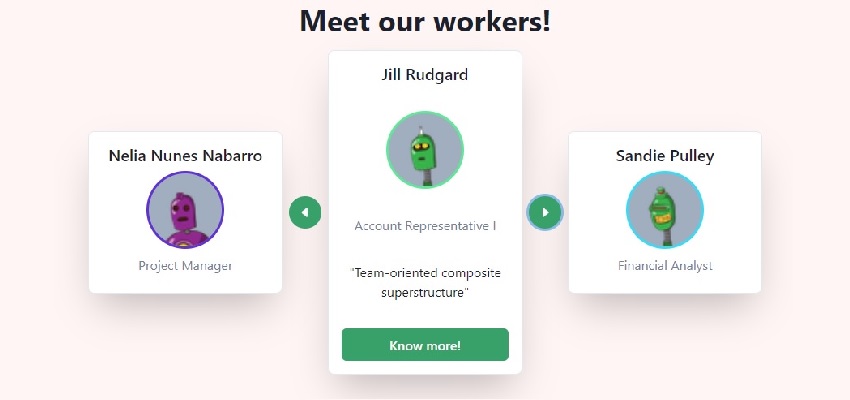 Meet our workers!
Nelia Nunes Nabarro
Project Manager
Jill Rudgard
Account Representative I
"Team-oriented composite
superstructure"
Know more!
Sandie Pulley
Financial Analyst